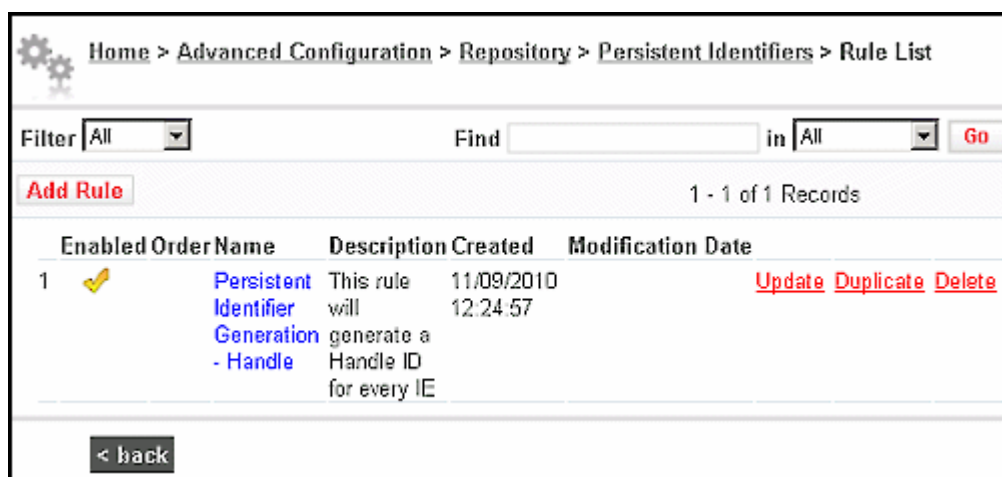 Home > Advanced Configuration > Repository > Persistent Identifiers > Rule List
Filter All Find in All Go
Add Rule 1 - 1 of 1 Records
Enabled Order Name Description Created Modification Date
1 Persistent This rule 11/09/2010 Update Duplicate Delete
Identifier will 12:24:57
Generation generate a
- Handle Handle ID
for every IE
< back